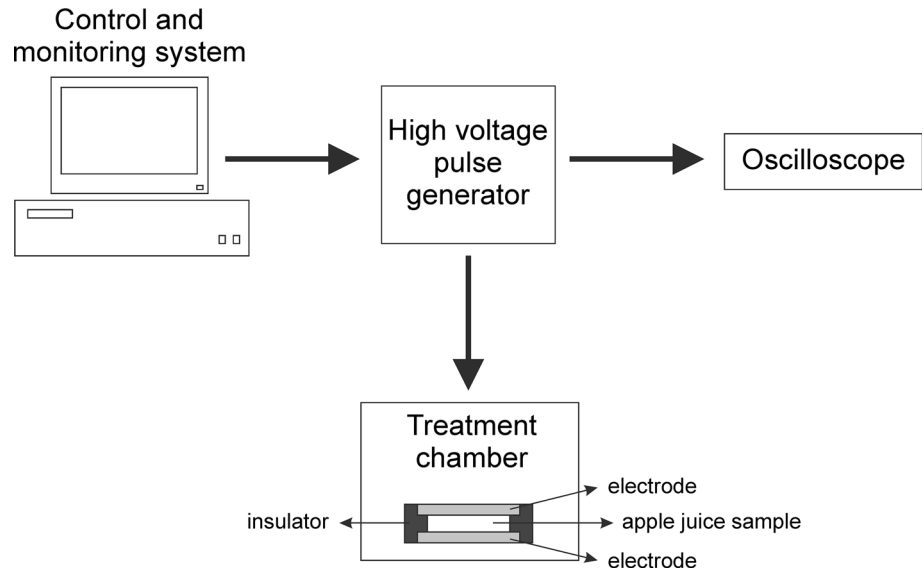 Control and
monitoring system
High voltage
pulse
generator
Oscilloscope
Treatment
chamber
electrode
insulator
apple juice sample
electrode